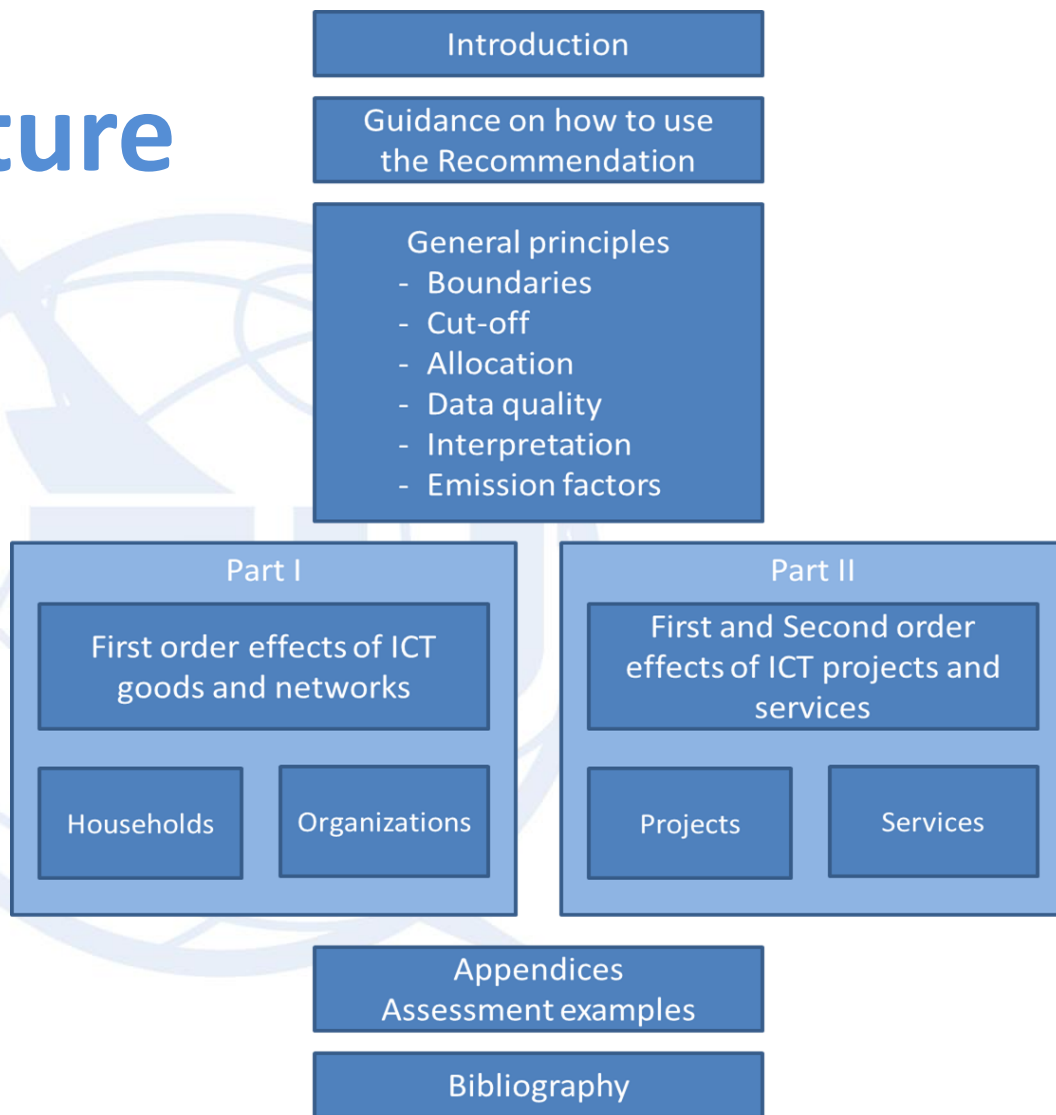 ture
Introduction
Guidance on how to use
the Recommendation
General principles
- Boundaries
- Cut-off
- Allocation
- Data quality
- Interpretation
- Emission factors
Part I
First order effects of ICT
goods and networks
Households
Organizations
Part II
First and Second order
effects of ICT projects and
services
Projects
Services
Appendices
Assessment examples
Bibliography